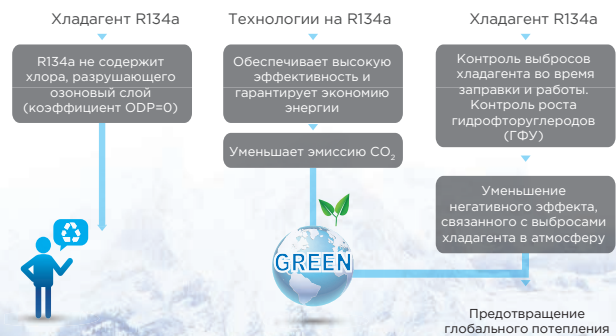 Хладагент R134a
R134a не содержит
хлора, разрушающего
озоновый слой
(коэффициент ODP=0)
Технологии на R134a
Обеспечивает высокую
эффективность и
гарантирует экономию
энергии
Уменьшает эмиссию CO₂
GREEN
Хладагент R134a
Контроль выбросов
хладагента во время
заправки и работы.
Контроль роста
гидрофторуглеродов
(ГФУ)
Уменьшение
негативного эффекта,
связанного с выбросами
хладагента в атмосферу
Предотвращение
глобального потепления